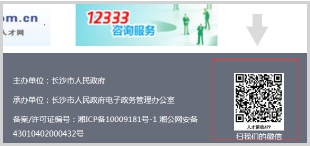 om.cn
人才网
12333
咨询服务
主办单位：长沙市人民政府
承办单位：长沙市人民政府电子政务管理办公室
备案/许可证编号：湘ICP备10009181号-1 湘公网安备
43010402000432号
扫我们的微信